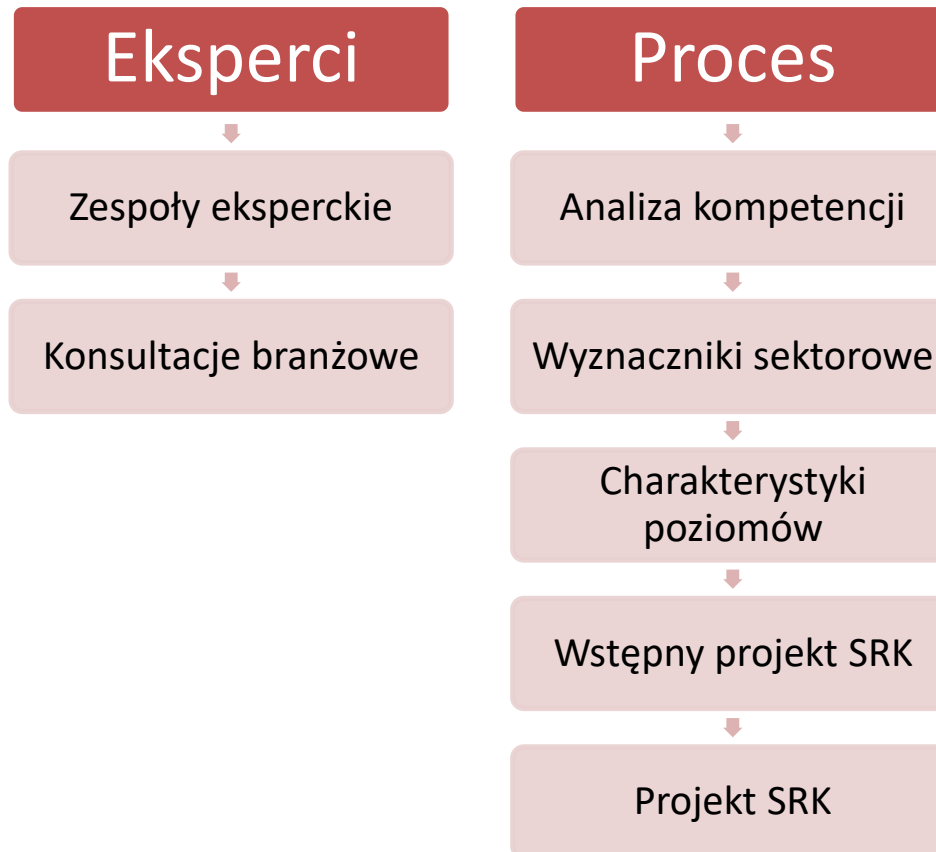 Eksperci
Zespoły eksperckie
Konsultacje branżowe
Proces
Analiza kompetencji
Wyznaczniki sektorowe
Charakterystyki
poziomów
Wstępny projekt SRK
Projekt SRK